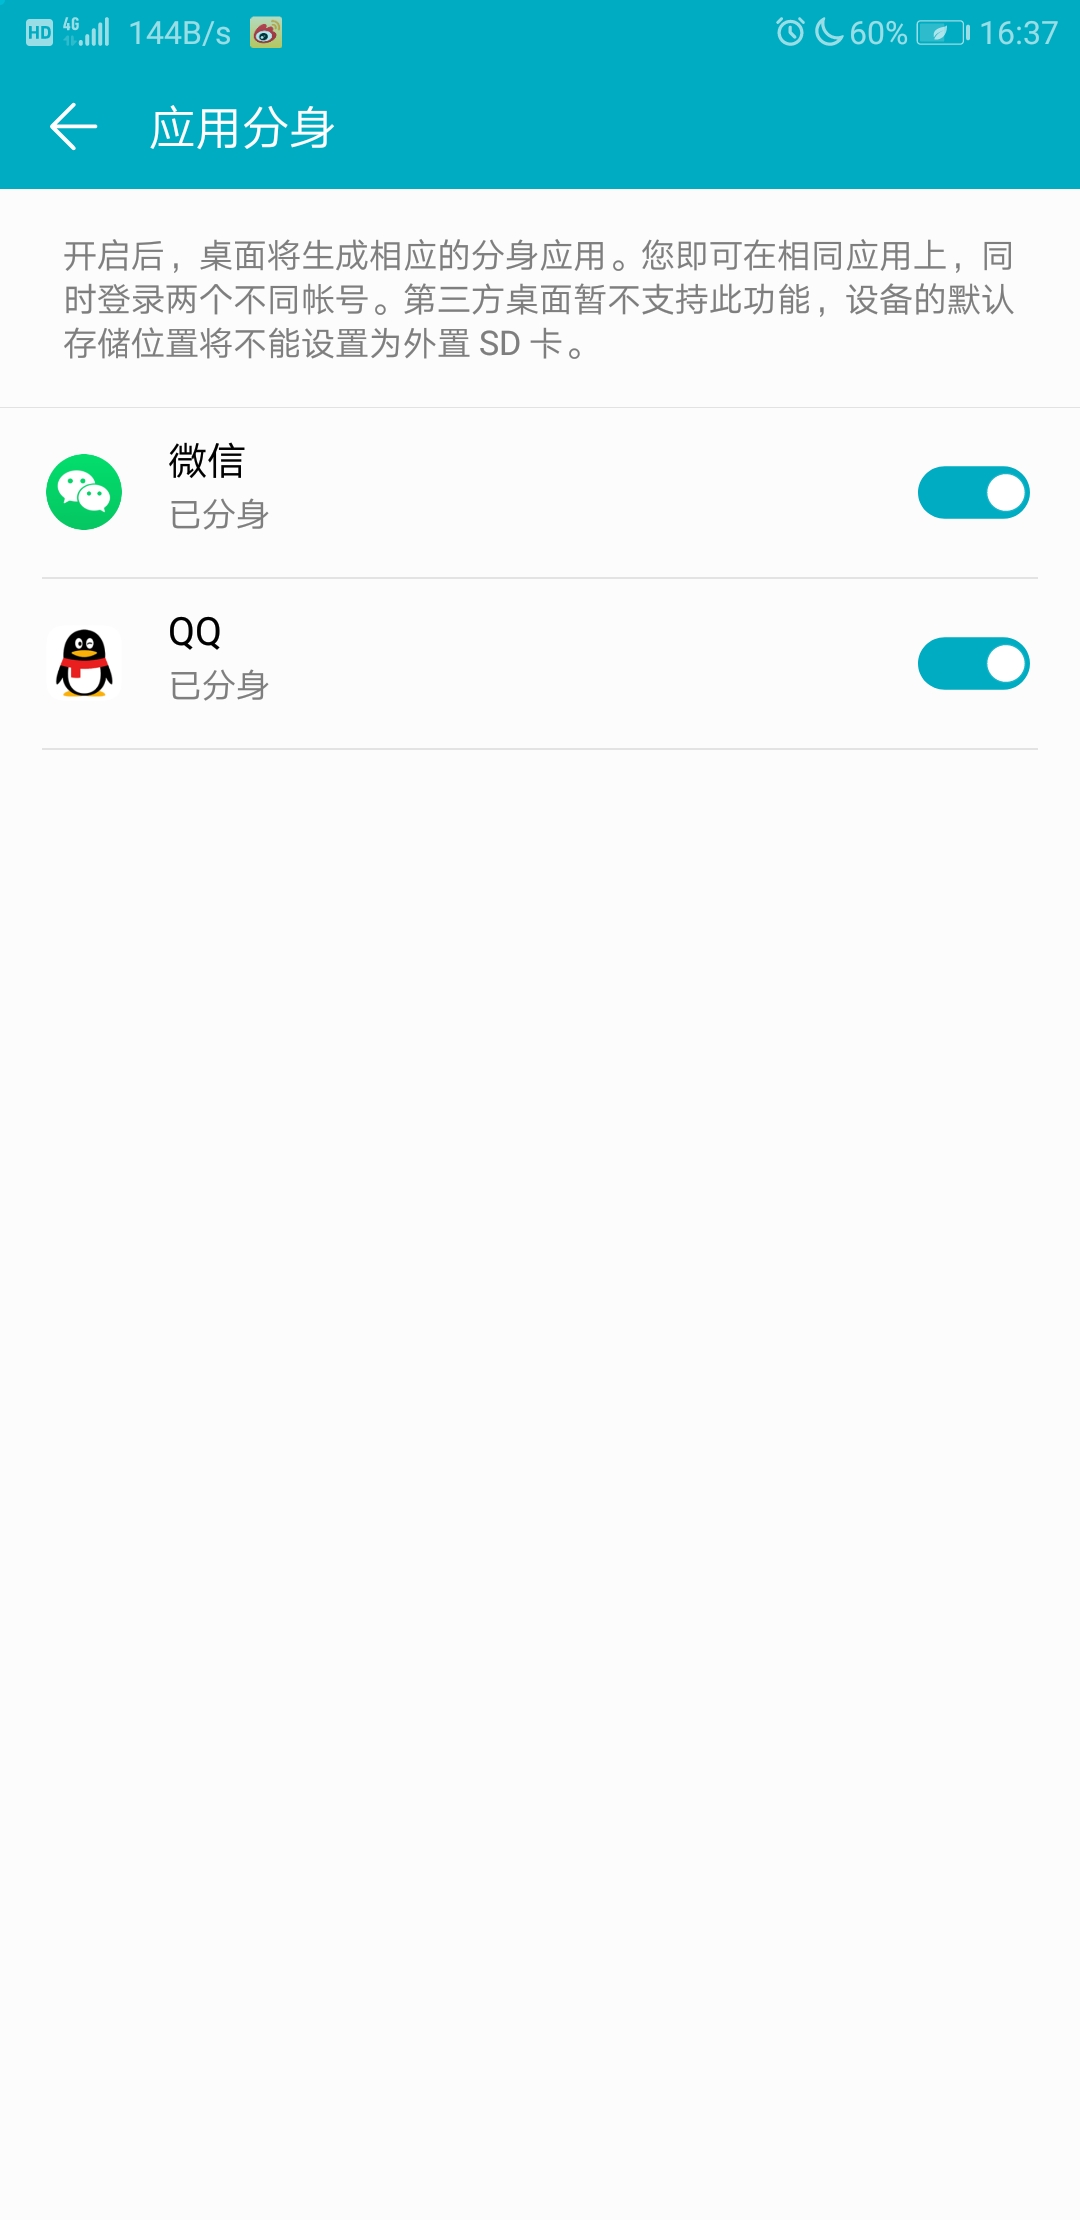 HD 4G 144B/s 60% 16:37
应用分身
开启后，桌面将生成相应的分身应用。您即可在相同应用上，同
时登录两个不同帐号。第三方桌面暂不支持此功能，设备的默认
存储位置将不能设置为外置 SD 卡。
微信
已分身
QQ
已分身